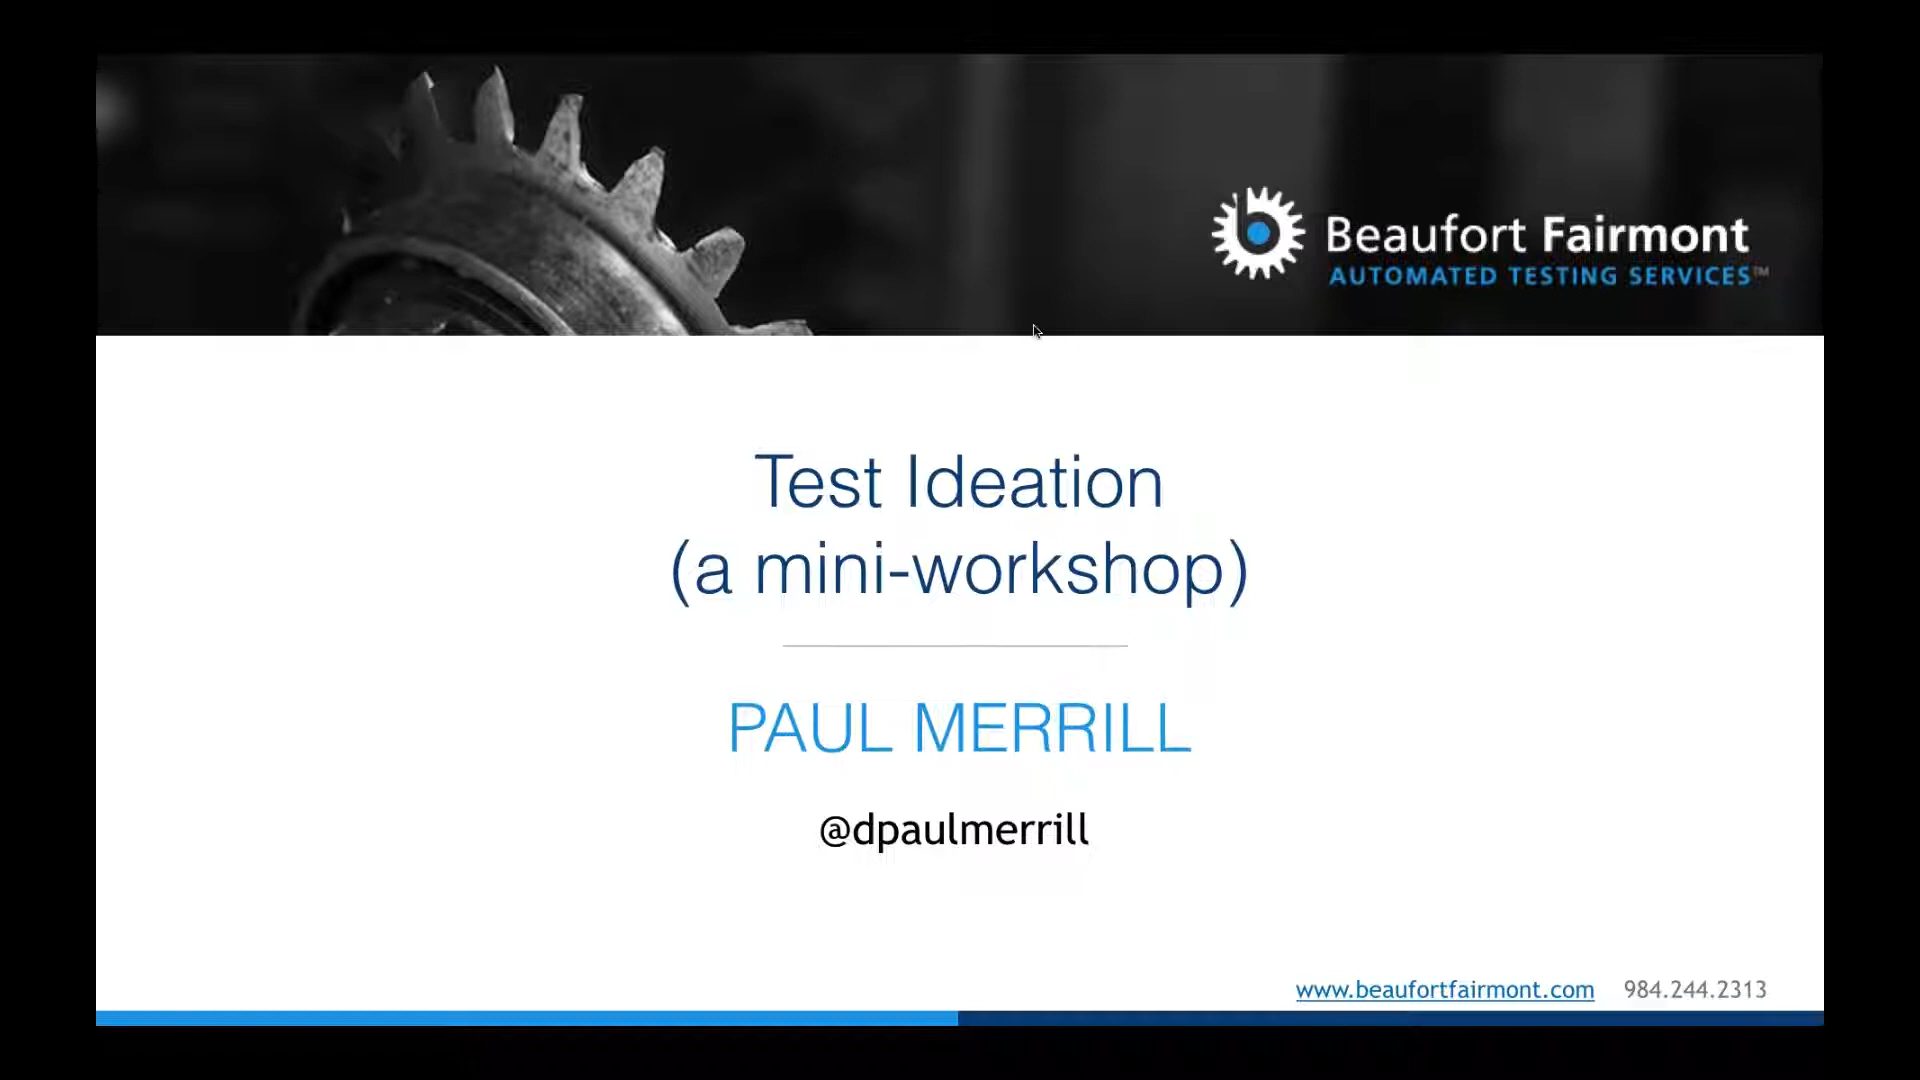 Beaufort Fairmont
AUTOMATED TESTING SERVICES™
Test Ideation
(a mini-workshop)
PAUL MERRILL
@dpaulmerrill
www.beaufortfairmont.com 984.244.2313